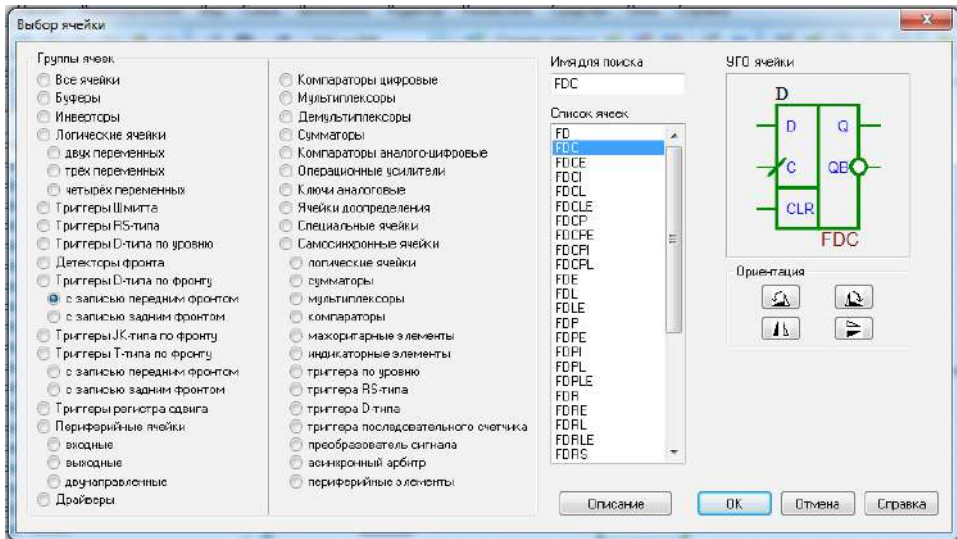 Выбор ячейки
Группы ячеек
Все ячейки
Буферы
Инверторы
Логические ячейки
двух переменных
трёх переменных
четырёх переменных
Триггеры Шмитта
Триггеры RS-типа
Триггеры D-типа по уровню
Детекторы фронта
Триггеры D-типа по фронту
с записью передним фронтом
с записью задним фронтом
Триггеры JK-типа по фронту
Триггеры T-типа по фронту
с записью передним фронтом
с записью задним фронтом
Триггеры регистра сдвига
Периферийные ячейки
входные
выходные
двунаправленные
Драйверы
Компараторы цифровые
Мультиплексоры
Демультиплексоры
Сумматоры
Компараторы аналого-цифровые
Операционные усилители
Ключи аналоговые
Ячейки доопределения
Специальные ячейки
Самосинхронные ячейки
логические ячейки
сумматоры
мультиплексоры
компараторы
мажоритарные элементы
индикаторные элементы
триггера по уровню
триггера RS-типа
триггера D-типа
триггера последовательного счетчика
преобразователь сигнала
асинхронный арбитр
периферийные элементы
Имя для поиска
FDC
Список ячеек
FD
FDC
FDCE
FDCI
FDCL
FDCLE
FDCP
FDCPE
FDCPI
FDCPL
FDE
FDL
FDLE
FDP
FDPE
FDPI
FDPL
FDPLE
FDR
FDRE
FDRL
FDRLE
FDRS
УГО ячейки
D
D Q
C QB
CLR
FDC
Ориентация
Описание
OK
Отмена
Справка